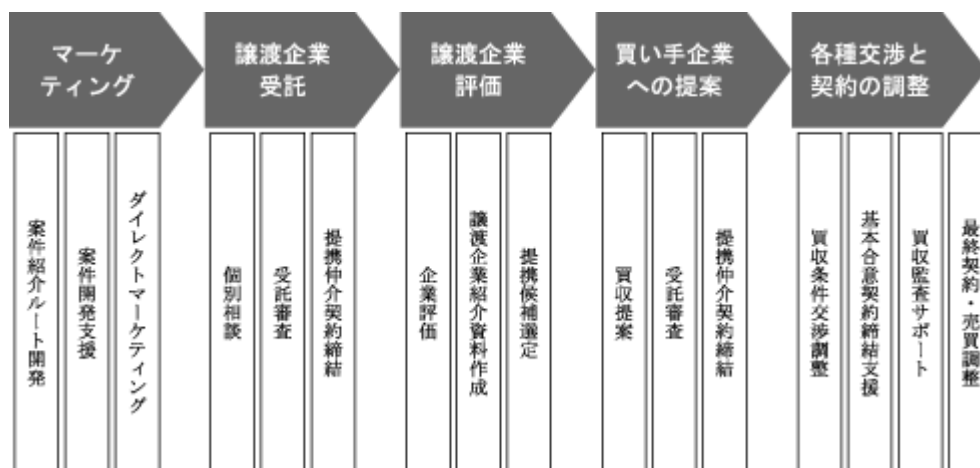 マーケ
ティング
譲渡企業
受託
譲渡企業
評価
買い手企業
への提案
各種交渉と
契約の調整
案件紹介ルート開発
案件開発支援
ダイレクトマーケティング
個別相談
受託審査
提携仲介契約締結
企業評価
譲渡企業紹介資料作成
提携候補選定
買収提案
受託審査
提携仲介契約締結
買収条件交渉調整
基本合意契約締結支援
買収監査サポート
最終契約・売買調整